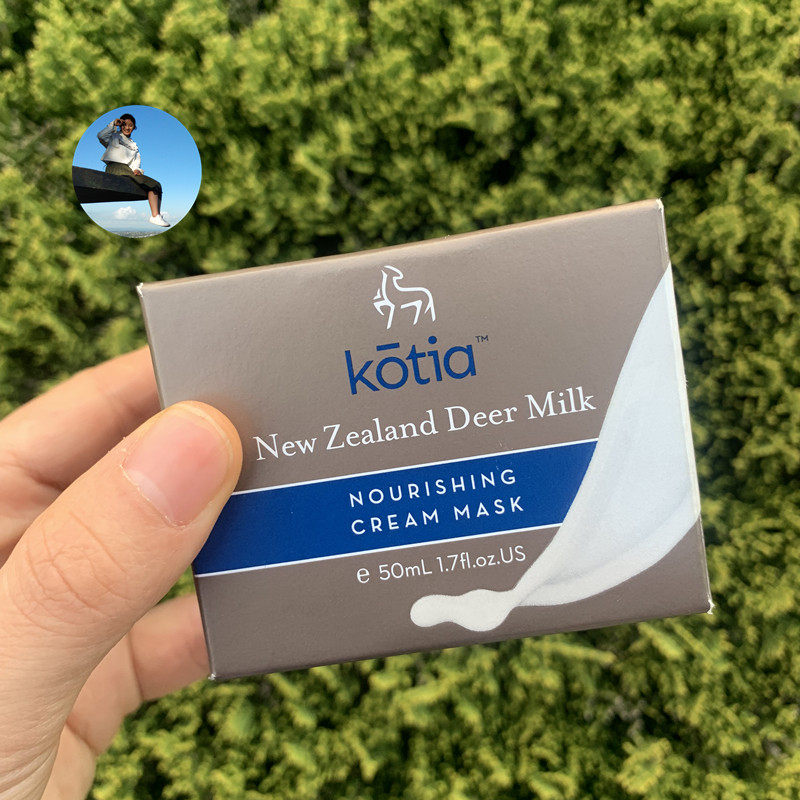 kōtia™
New Zealand Deer Milk
NOURISHING
CREAM MASK
e 50mL 1.7fl.oz.US